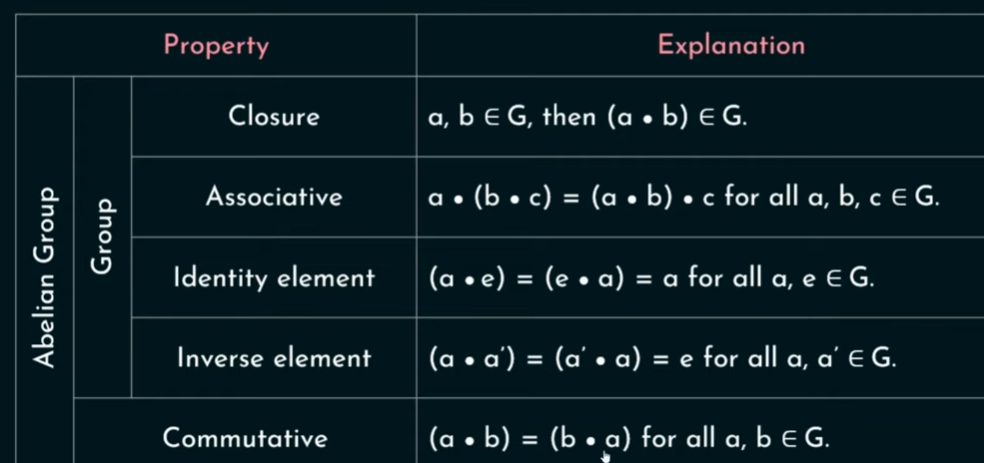 Property
Explanation
Abelian Group
Group
Closure
a, b ∈ G, then (a • b) ∈ G.
Associative
a • (b • c) = (a • b) • c for all a, b, c ∈ G.
Identity element
(a • e) = (e • a) = a for all a, e ∈ G.
Inverse element
(a • a′) = (a′ • a) = e for all a, a′ ∈ G.
Commutative
(a • b) = (b • a) for all a, b ∈ G.